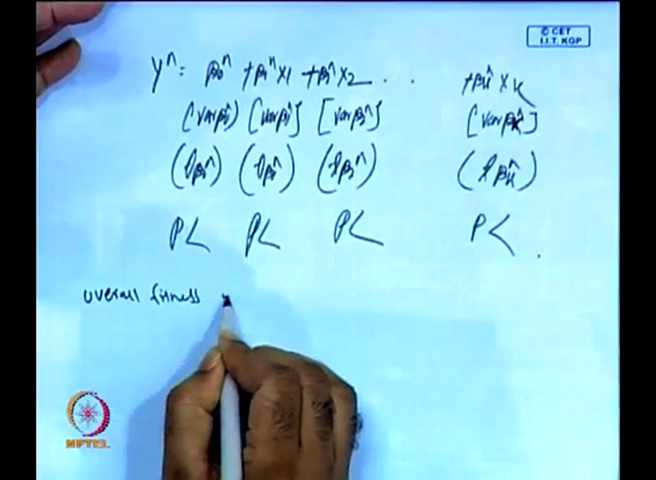 © CET
I.I.T. KGP
y^ = β0^ + β1^ x1 + β2^ x2 . . + βk^ xk
(var β0^) [var β1^] [var β2^] [var βk^]
(tβ0^) (tβ1^) (tβ2^) (tβk^)
P< P< P< P< .
overall fitness
NPTEL